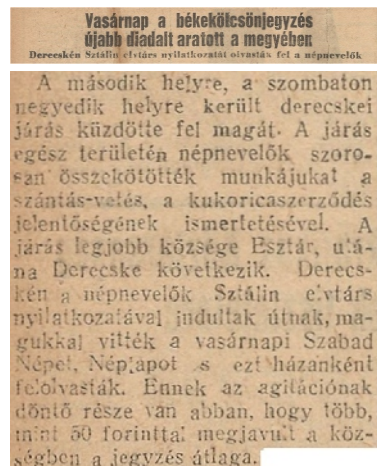 Vasárnap a békekölcsönjegyzés
újabb diadalt aratott a megyében
Derecskén Sztálin elvtárs nyilatkozatát olvasták fel a népnevelők
A második helyre, a szombaton
negyedik helyre került derecskei
járás küzdötte fel magát. A járás
egész területén népnevelők szoro-
san összekötötték munkájukat a
szántás-vetés, a kukoricaszerződés
jelentőségének ismertetésével. A
járás legjobb községe Esztár, utá-
na Derecske következik. Derecs-
kén a népnevelők Sztálin elvtárs
nyilatkozatával indultak útnak, ma-
gukkal vitték a vasárnapi Szabad
Népet, Néplapot s ezt házanként
felolvasták. Ennek az agitációnak
döntő része van abban, hogy több,
mint 50 forinttal megjavult a köz-
ségben a jegyzés átlaga.